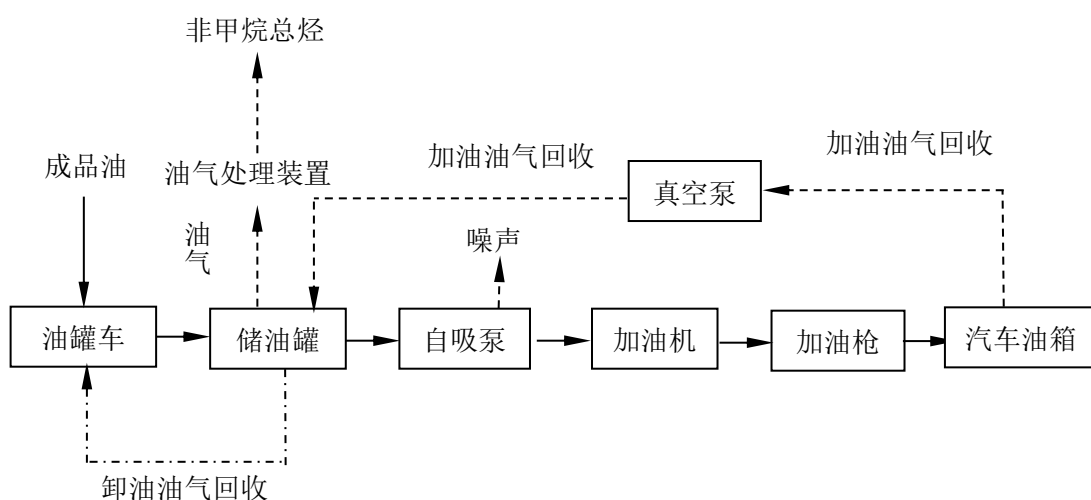 非甲烷总烃
加油油气回收
加油油气回收
成品油
油气处理装置
真空泵
油
气
噪声
油罐车
储油罐
自吸泵
加油机
加油枪
汽车油箱
卸油油气回收